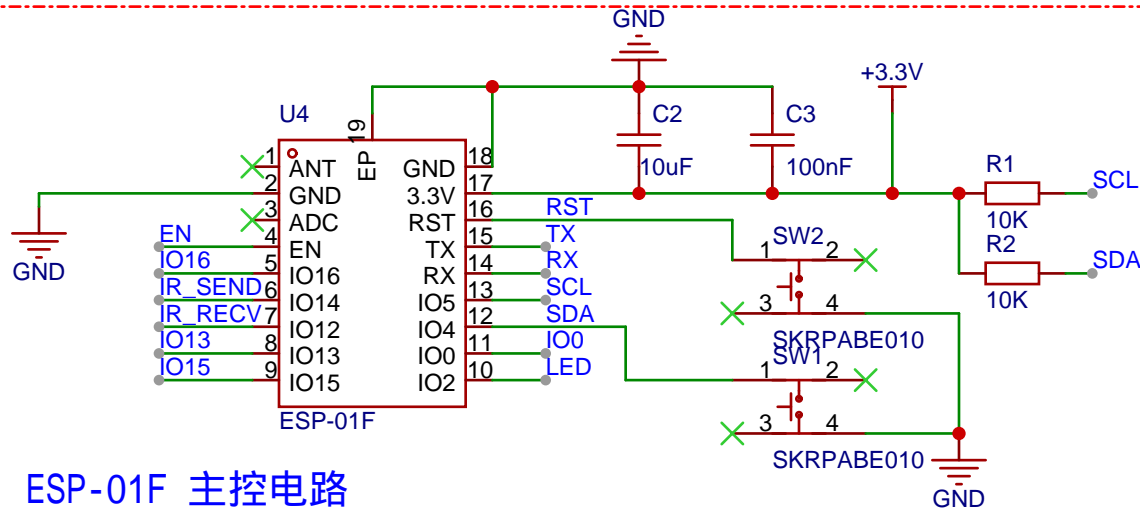 GND
+3.3V
U4
C2
C3
EP 19
10uF
100nF
R1
SCL
10K
R2
SDA
10K
1 ANT
2 GND
3 ADC
EN 4 EN
IO16 5 IO16
IR_SEND 6 IO14
IR_RECV 7 IO12
IO13 8 IO13
IO15 9 IO15
GND 18
3.3V 17
RST 16 RST
TX 15 TX
RX 14 RX
IO5 13 SCL
IO4 12 SDA
IO0 11 IO0
IO2 10 LED
GND
ESP-01F
SW2
1 2
3 4
SKRPABE010
SW1
1 2
3 4
SKRPABE010
GND
ESP-01F 主控电路